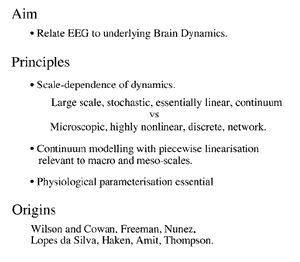 Aim
• Relate EEG to underlying Brain Dynamics.
Principles
• Scale-dependence of dynamics.
Large scale, stochastic, essentially linear, continuum
vs
Microscopic, highly nonlinear, discrete, network.
• Continuum modelling with piecewise linearisation
relevant to macro and meso-scales.
• Physiological parameterisation essential
Origins
Wilson and Cowan, Freeman, Nunez,
Lopes da Silva, Haken, Amit, Thompson.